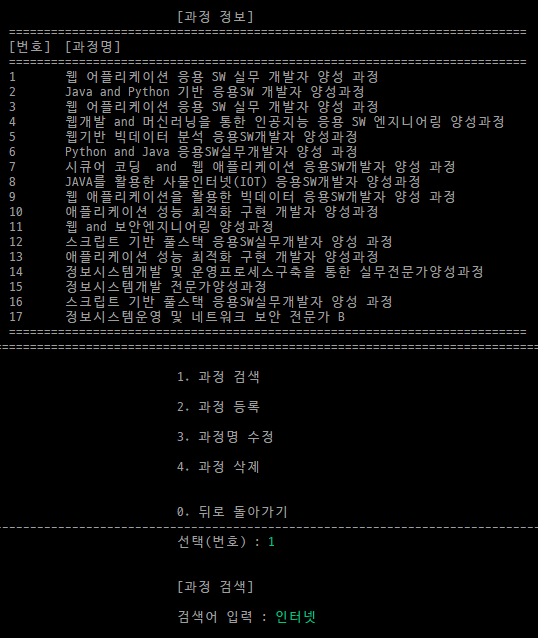 [과정 정보]
==========================================================================
[번호] [과정명]
==========================================================================
1 웹 어플리케이션 응용 SW 실무 개발자 양성 과정
2 Java and Python 기반 응용SW 개발자 양성과정
3 웹 어플리케이션 응용 SW 실무 개발자 양성 과정
4 웹개발 and 머신러닝을 통한 인공지능 응용 SW 엔지니어링 양성과정
5 웹기반 빅데이터 분석 응용SW개발자 양성과정
6 Python and Java 응용SW실무개발자 양성 과정
7 시큐어 코딩  and  웹 애플리케이션 응용SW개발자 양성 과정
8 JAVA를 활용한 사물인터넷(IOT) 응용SW개발자 양성과정
9 웹 애플리케이션을 활용한 빅데이터 응용SW개발자 양성 과정
10 애플리케이션 성능 최적화 구현 개발자 양성과정
11 웹 and 보안엔지니어링 양성과정
12 스크립트 기반 풀스택 응용SW실무개발자 양성 과정
13 애플리케이션 성능 최적화 구현 개발자 양성과정
14 정보시스템개발 및 운영프로세스구축을 통한 실무전문가양성과정
15 정보시스템개발 전문가양성과정
16 스크립트 기반 풀스택 응용SW실무개발자 양성 과정
17 정보시스템운영 및 네트워크 보안 전문가 B
==========================================================================
=============================================================================
1. 과정 검색
2. 과정 등록
3. 과정명 수정
4. 과정 삭제
0. 뒤로 돌아가기
-----------------------------------------------------------------------------
선택(번호) : 1
[과정 검색]
검색어 입력 : 인터넷